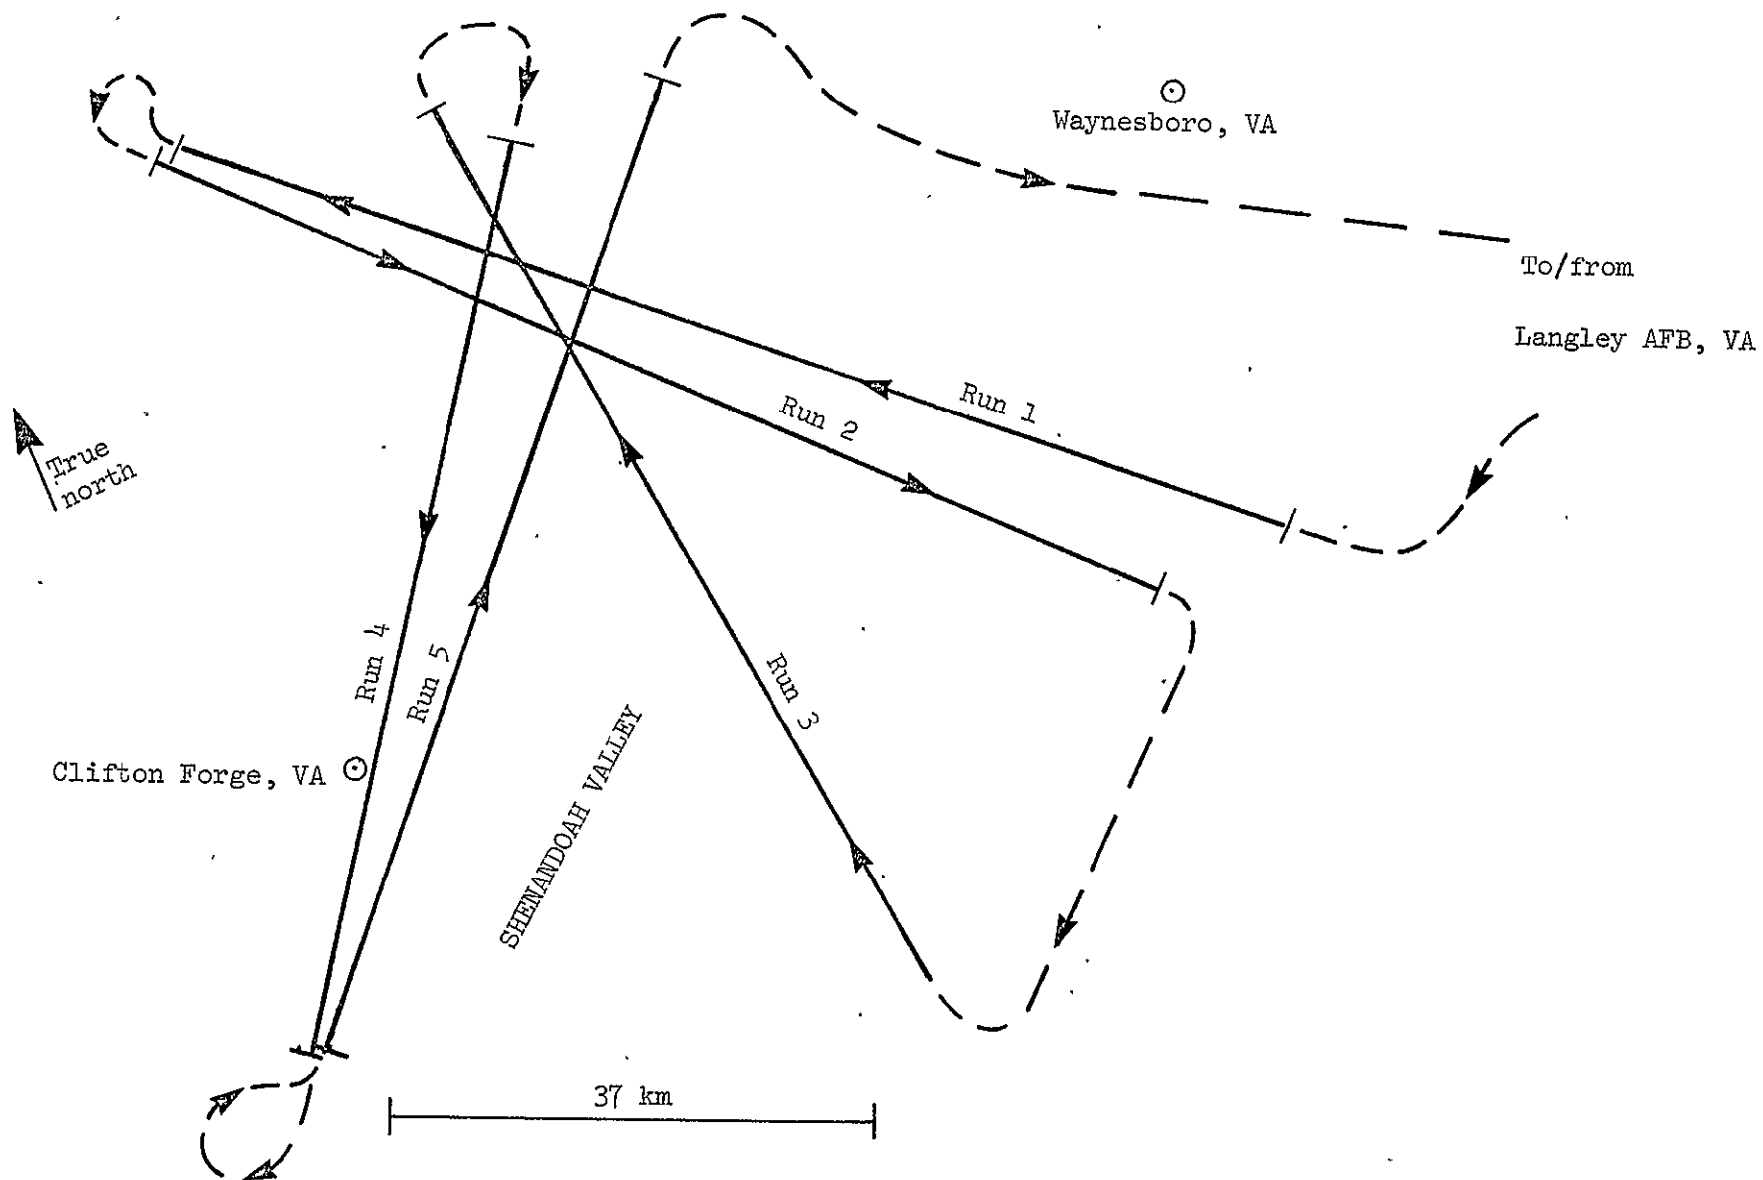 Waynesboro, VA
To/from
Langley AFB, VA
Run 1
Run 2
True
north
Run 4
Run 5
Run 3
Clifton Forge, VA
SHENANDOAH VALLEY
37 km